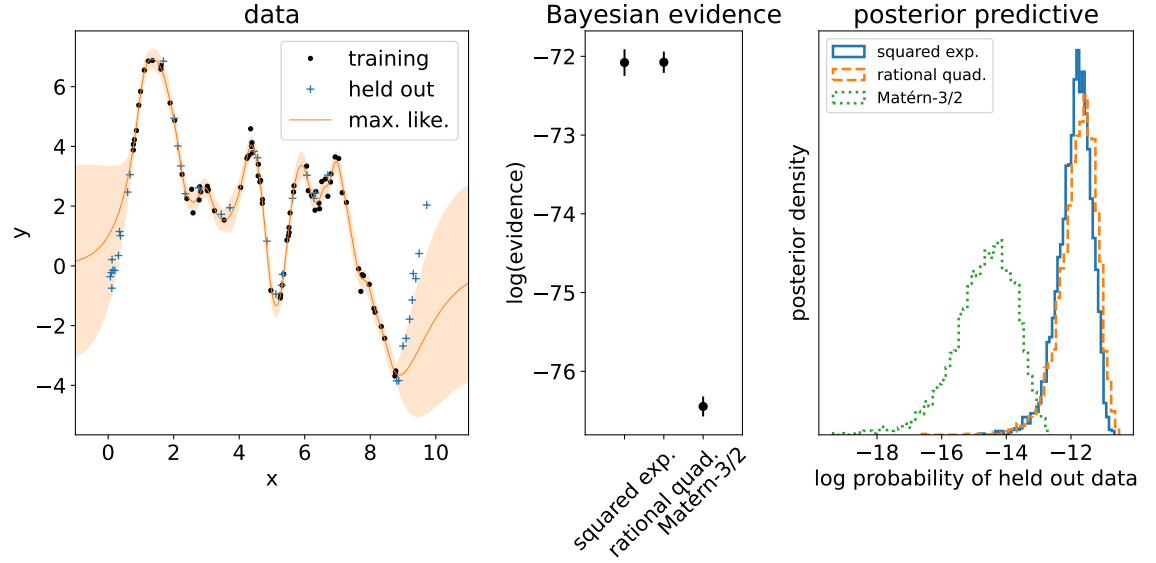 data
training
held out
max. like.
6
4
2
0
−2
−4
y
0
2
4
6
8
10
x
Bayesian evidence
−72
−73
−74
−75
−76
log(evidence)
squared exp.
rational quad.
Matérn-3/2
posterior predictive
squared exp.
rational quad.
Matérn-3/2
posterior density
−18
−16
−14
−12
log probability of held out data